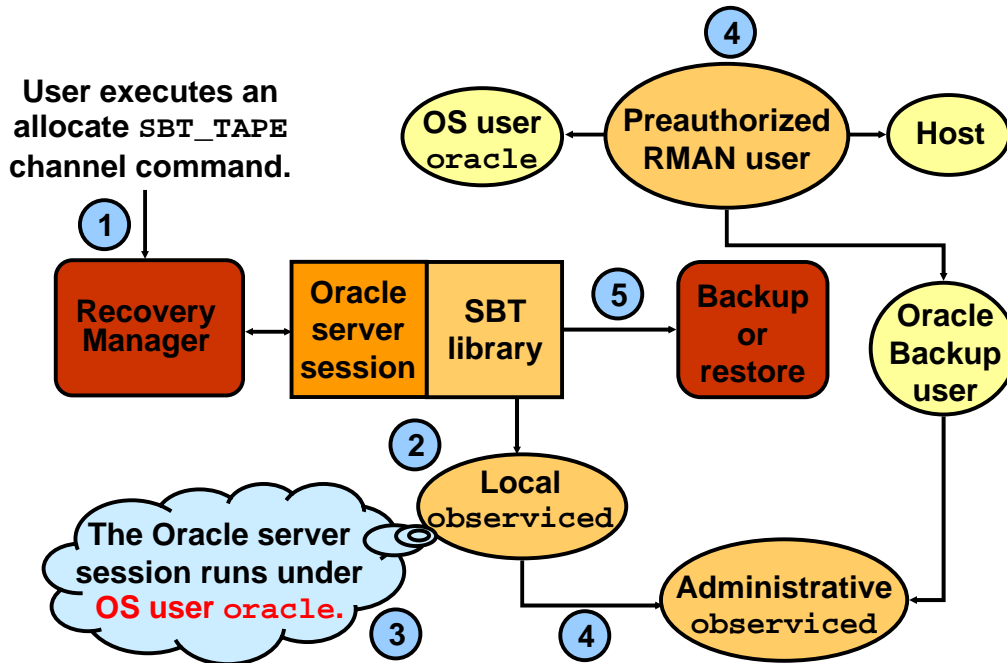 4
User executes an
allocate SBT_TAPE
channel command.
OS user
oracle
Preauthorized
RMAN user
Host
1
Recovery
Manager
Oracle
server
session
SBT
library
5
Backup
or
restore
Oracle
Backup
user
2
Local
observiced
The Oracle server
session runs under
OS user oracle.
3
4
Administrative
observiced